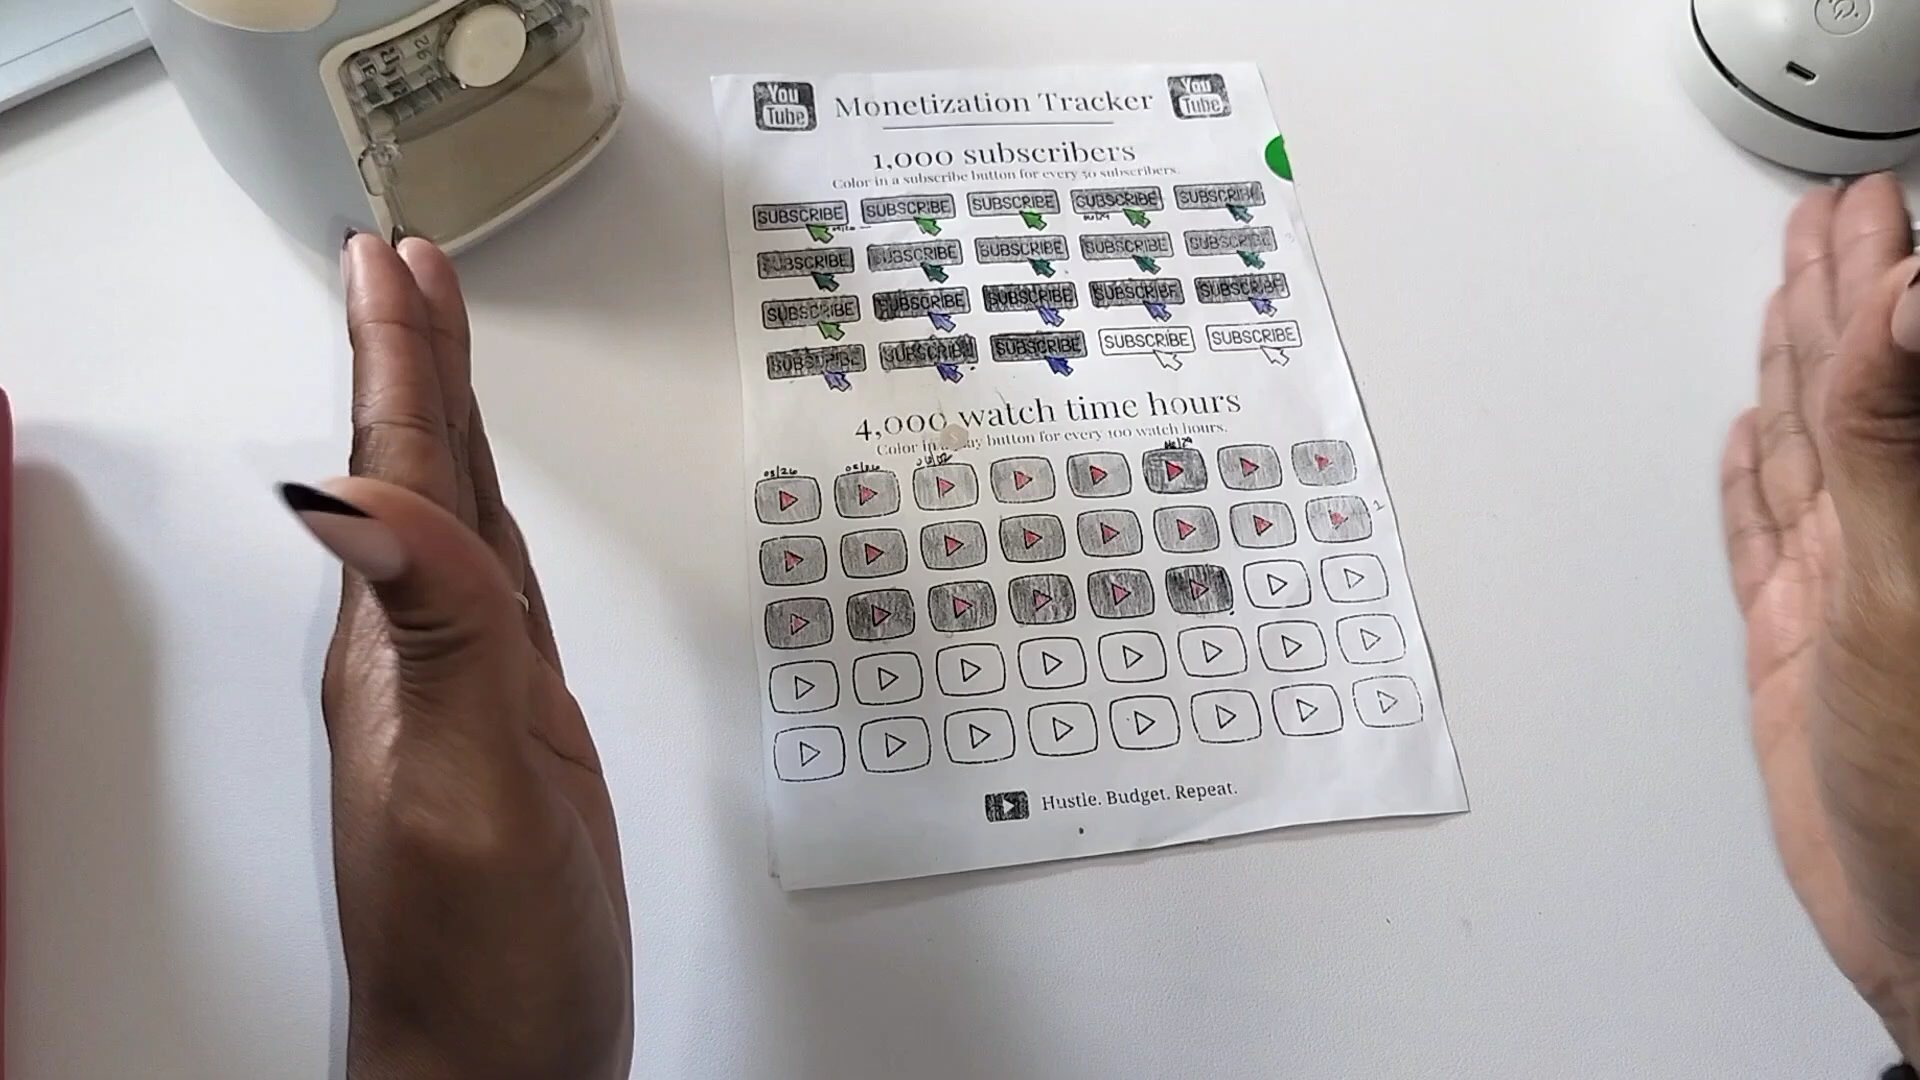 You Tube Monetization Tracker You Tube
1,000 subscribers
Color in a subscribe button for every 50 subscribers.
SUBSCRIBE SUBSCRIBE SUBSCRIBE SUBSCRIBE SUBSCRIBE
SUBSCRIBE SUBSCRIBE SUBSCRIBE SUBSCRIBE SUBSCRIBE
SUBSCRIBE SUBSCRIBE SUBSCRIBE SUBSCRIBE SUBSCRIBE
SUBSCRIBE SUBSCRIBE SUBSCRIBE SUBSCRIBE SUBSCRIBE
4,000 watch time hours
Color in a button for every 100 watch hours.
Hustle. Budget. Repeat.